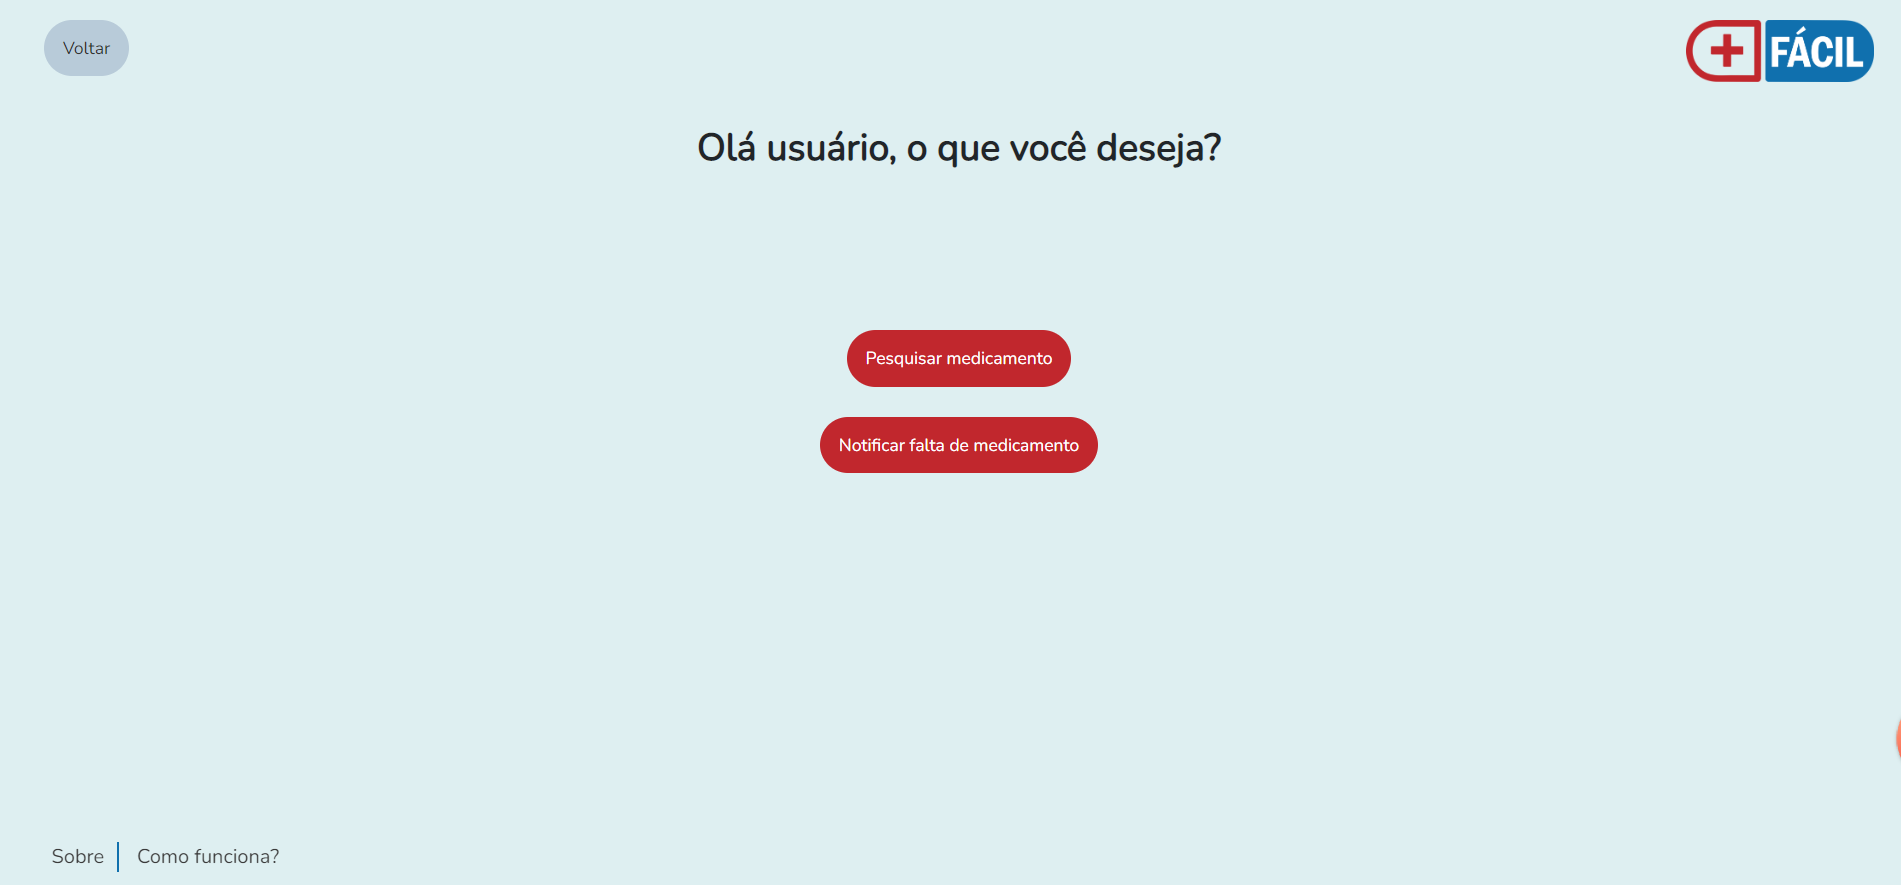 Voltar
FÁCIL
Olá usuário, o que você deseja?
Pesquisar medicamento
Notificar falta de medicamento
Sobre
Como funciona?